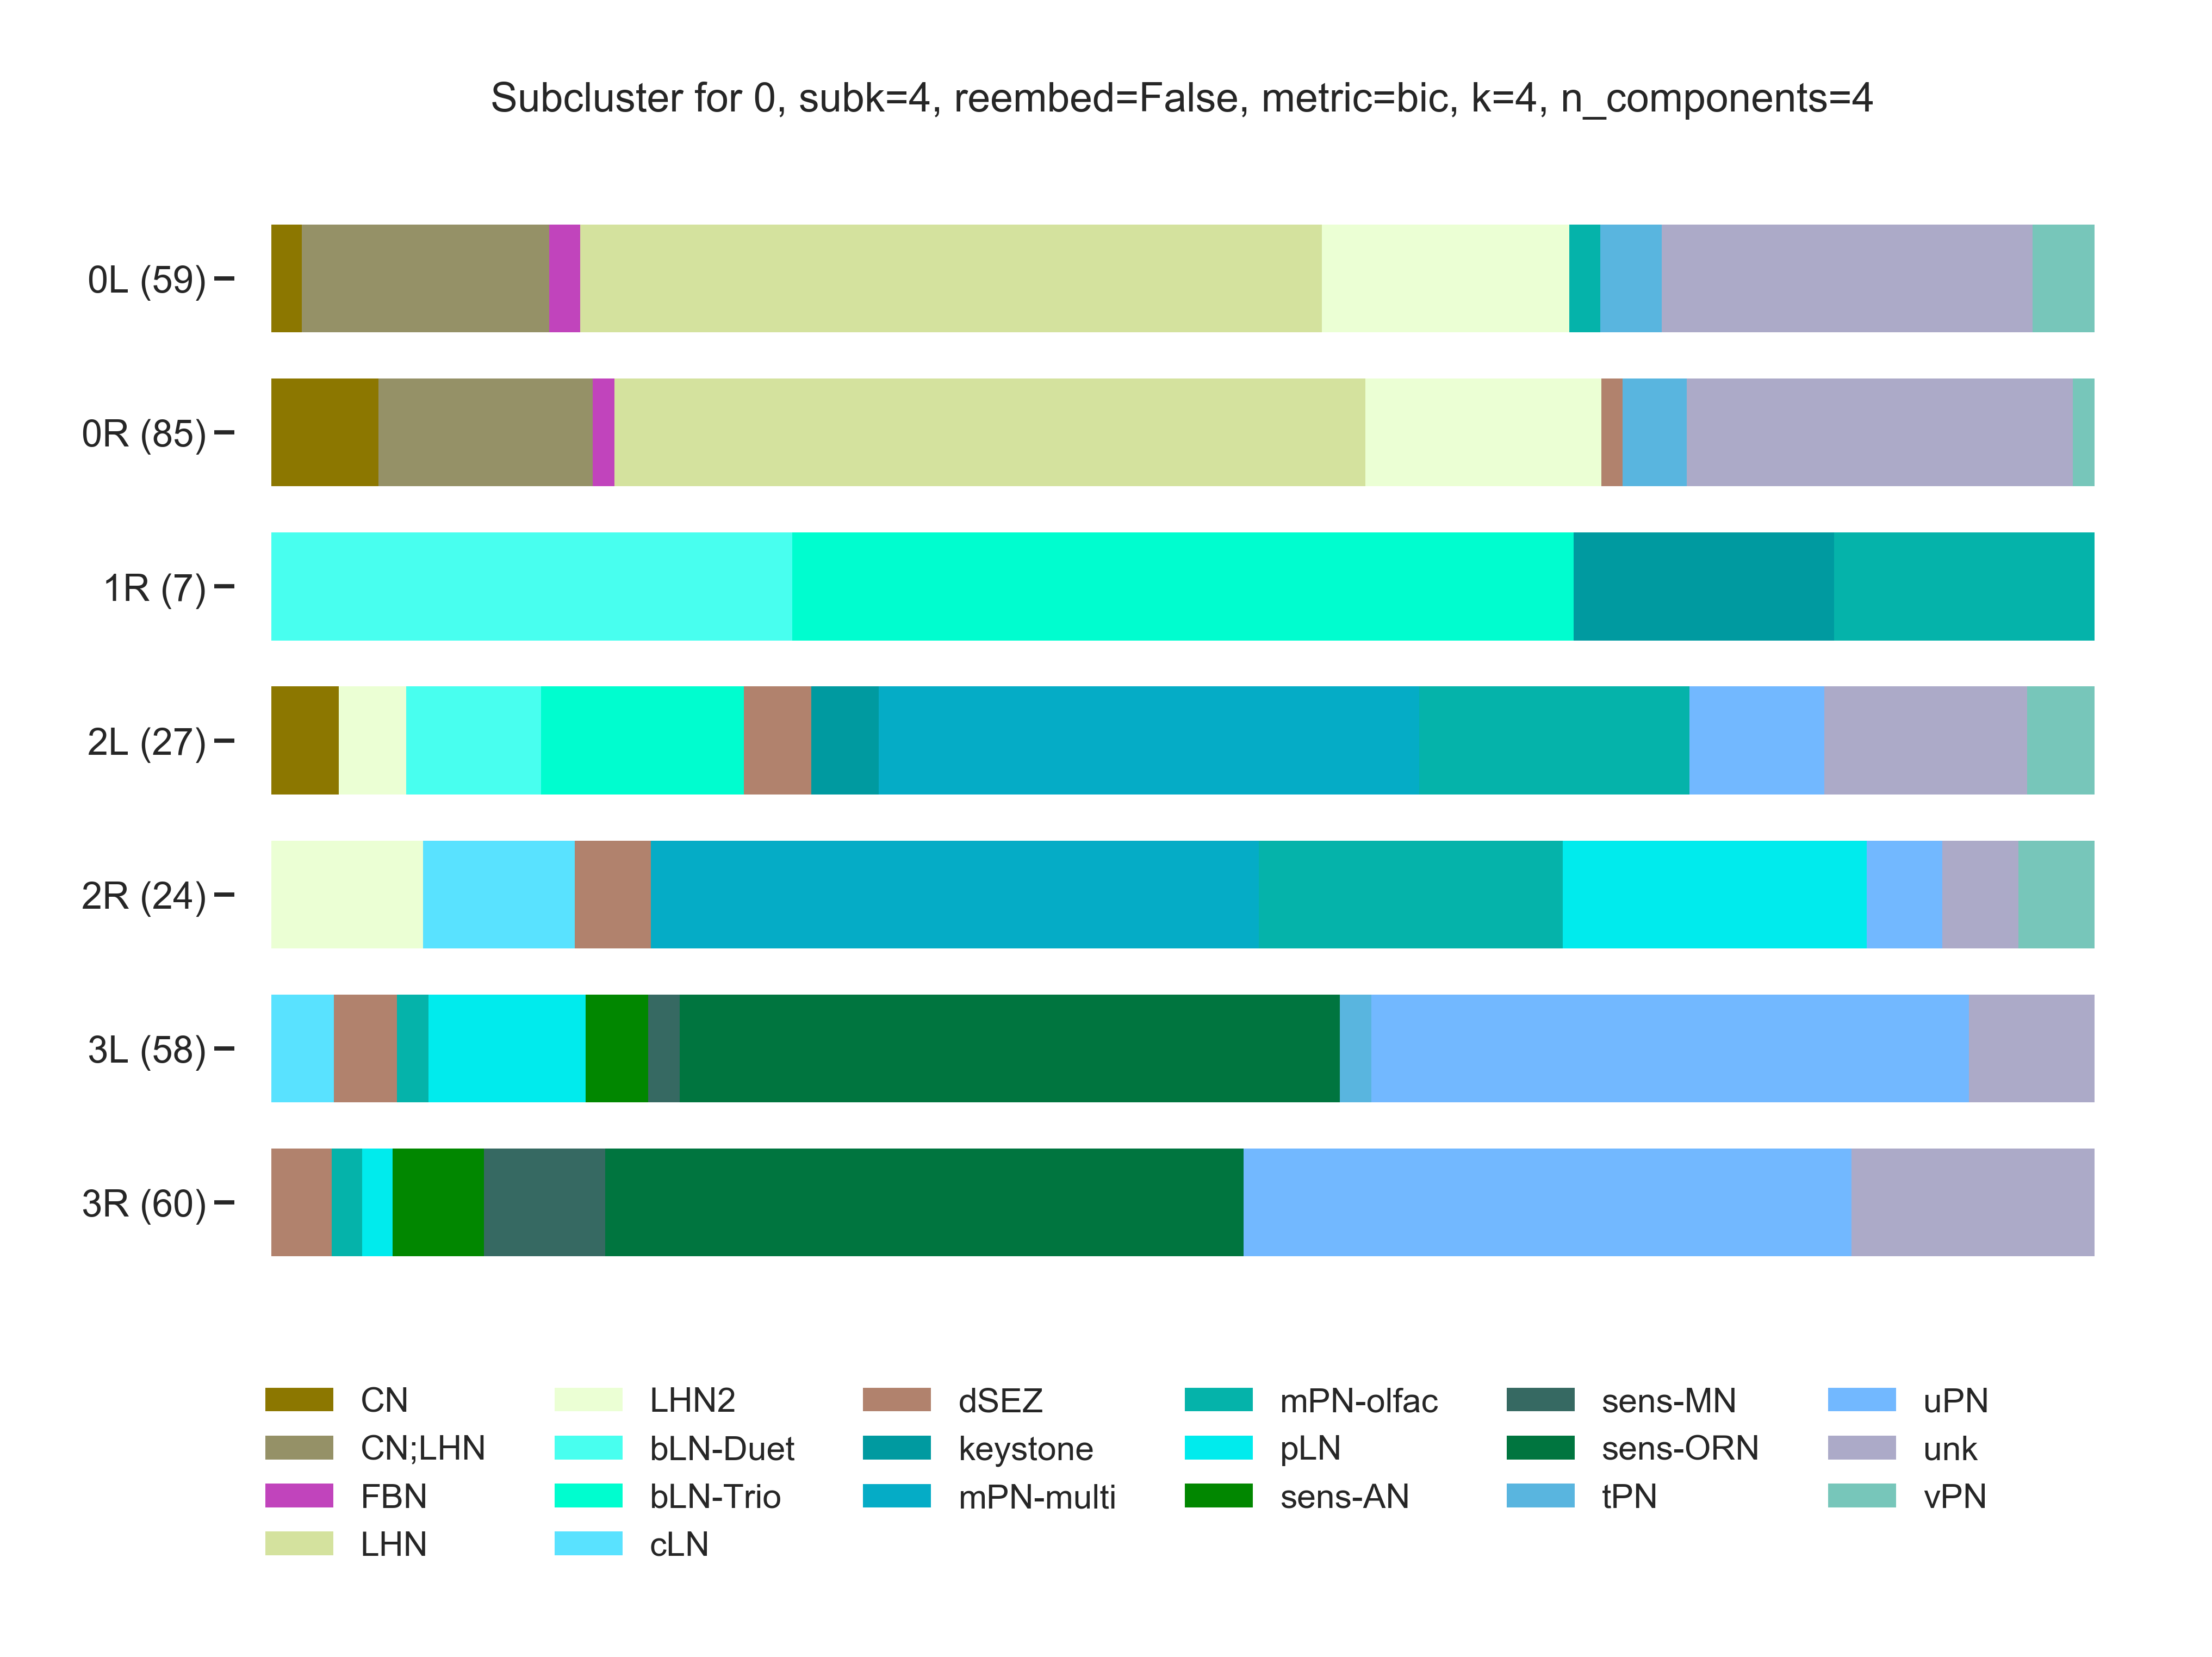 Subcluster for 0, subk=4, reembed=False, metric=bic, k=4, n_components=4
0L (59)
0R (85)
1R (7)
2L (27)
2R (24)
3L (58)
3R (60)
CN
CN;LHN
FBN
LHN
LHN2
bLN-Duet
bLN-Trio
cLN
dSEZ
keystone
mPN-multi
mPN-olfac
pLN
sens-AN
sens-MN
sens-ORN
tPN
uPN
unk
vPN